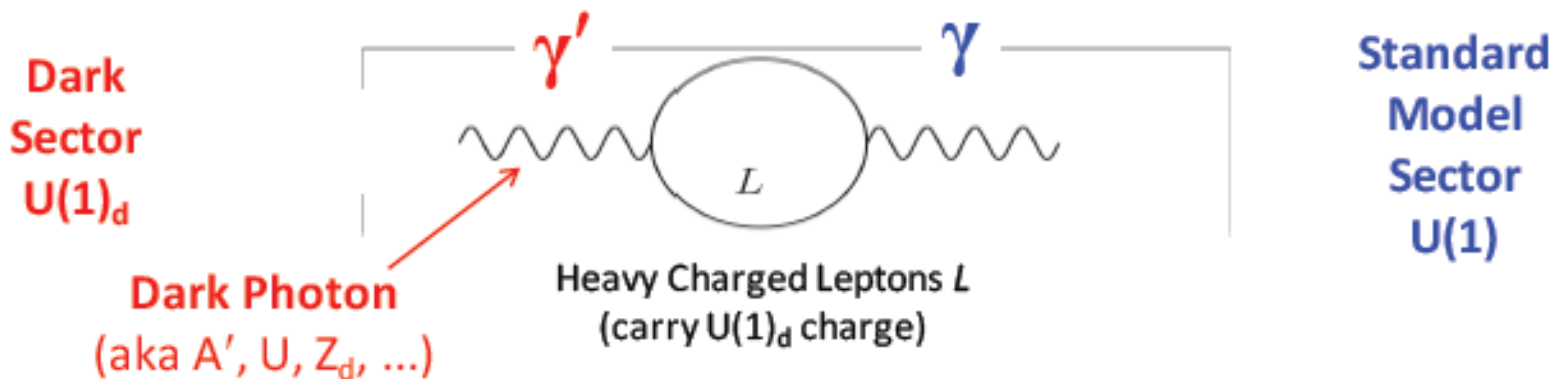 Dark
Sector
U(1)d
γ′
γ
Standard
Model
Sector
U(1)
L
Dark Photon
(aka A′, U, Zd, ...)
Heavy Charged Leptons L
(carry U(1)d charge)